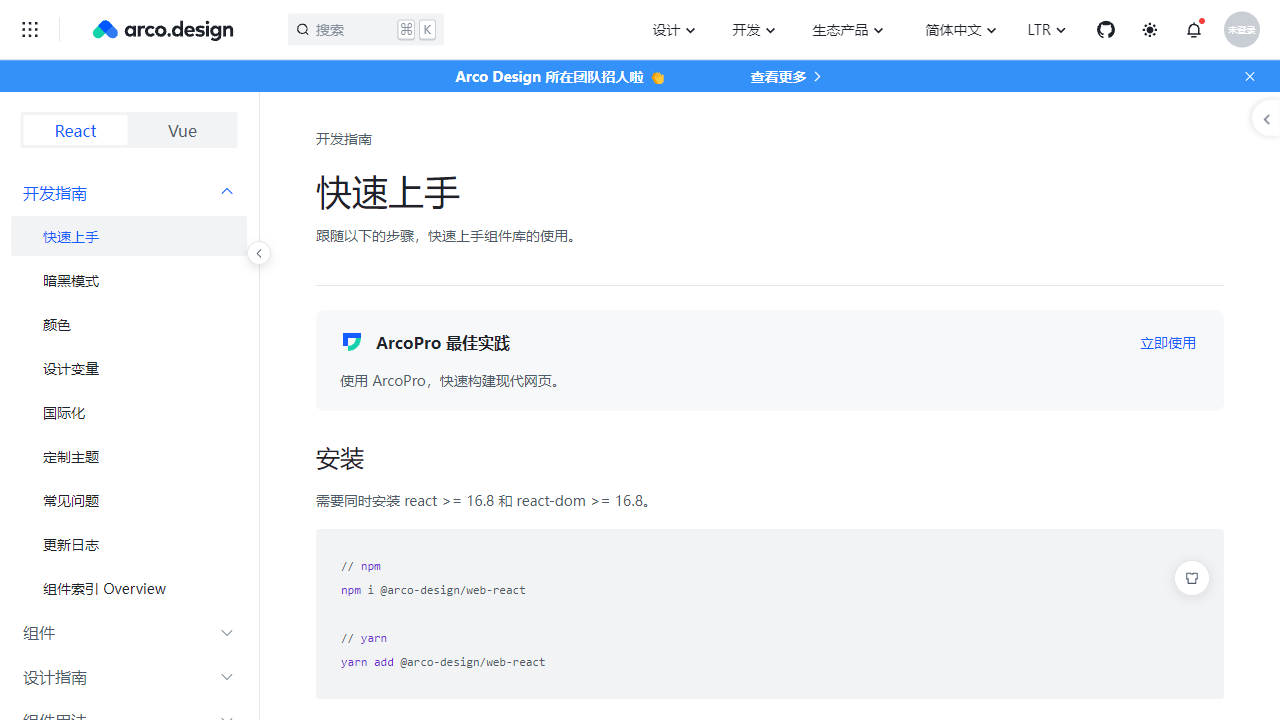 arco.design
搜索
⌘ K
设计
开发
生态产品
简体中文
LTR
未登录
Arco Design 所在团队招人啦 👏
查看更多
React
Vue
开发指南
快速上手
暗黑模式
颜色
设计变量
国际化
定制主题
常见问题
更新日志
组件索引 Overview
组件
设计指南
组件用法
开发指南
快速上手
跟随以下的步骤，快速上手组件库的使用。
ArcoPro 最佳实践
立即使用
使用 ArcoPro，快速构建现代网页。
安装
需要同时安装 react >= 16.8 和 react-dom >= 16.8。
// npm
npm i @arco-design/web-react
// yarn
yarn add @arco-design/web-react